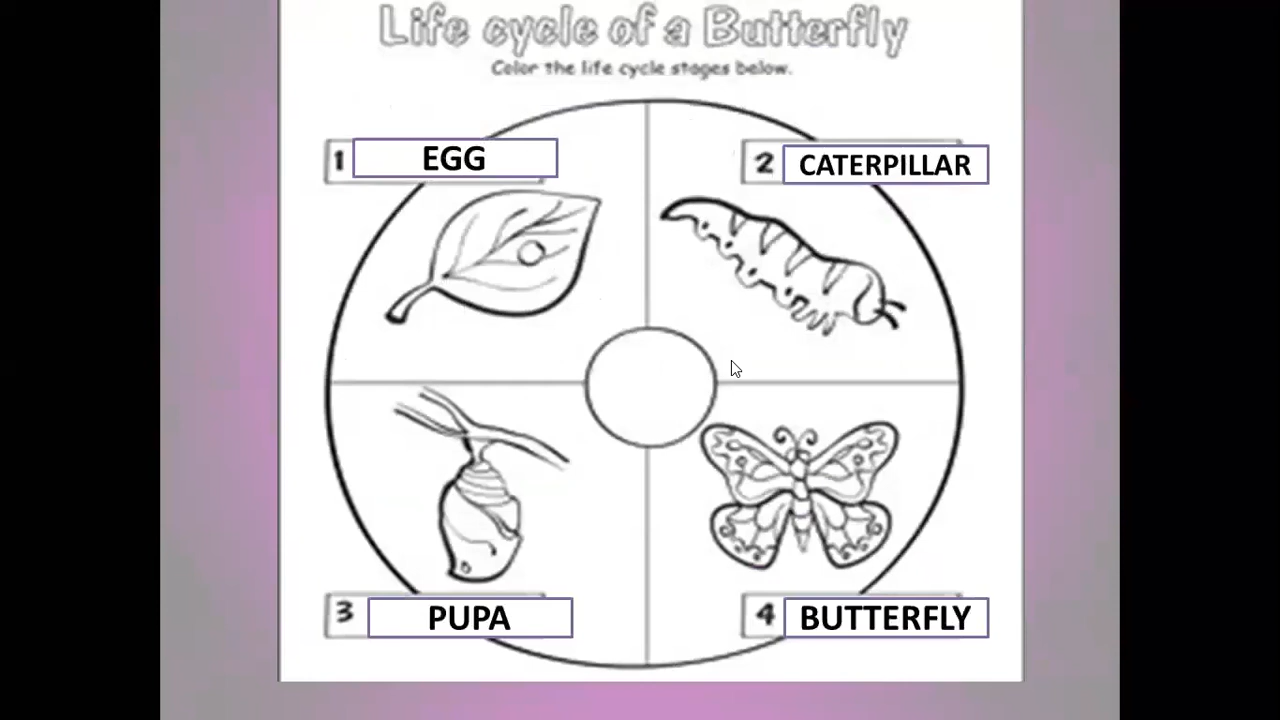 Life cycle of a Butterfly
Color the life cycle stages below.
1 EGG
2 CATERPILLAR
3 PUPA
4 BUTTERFLY